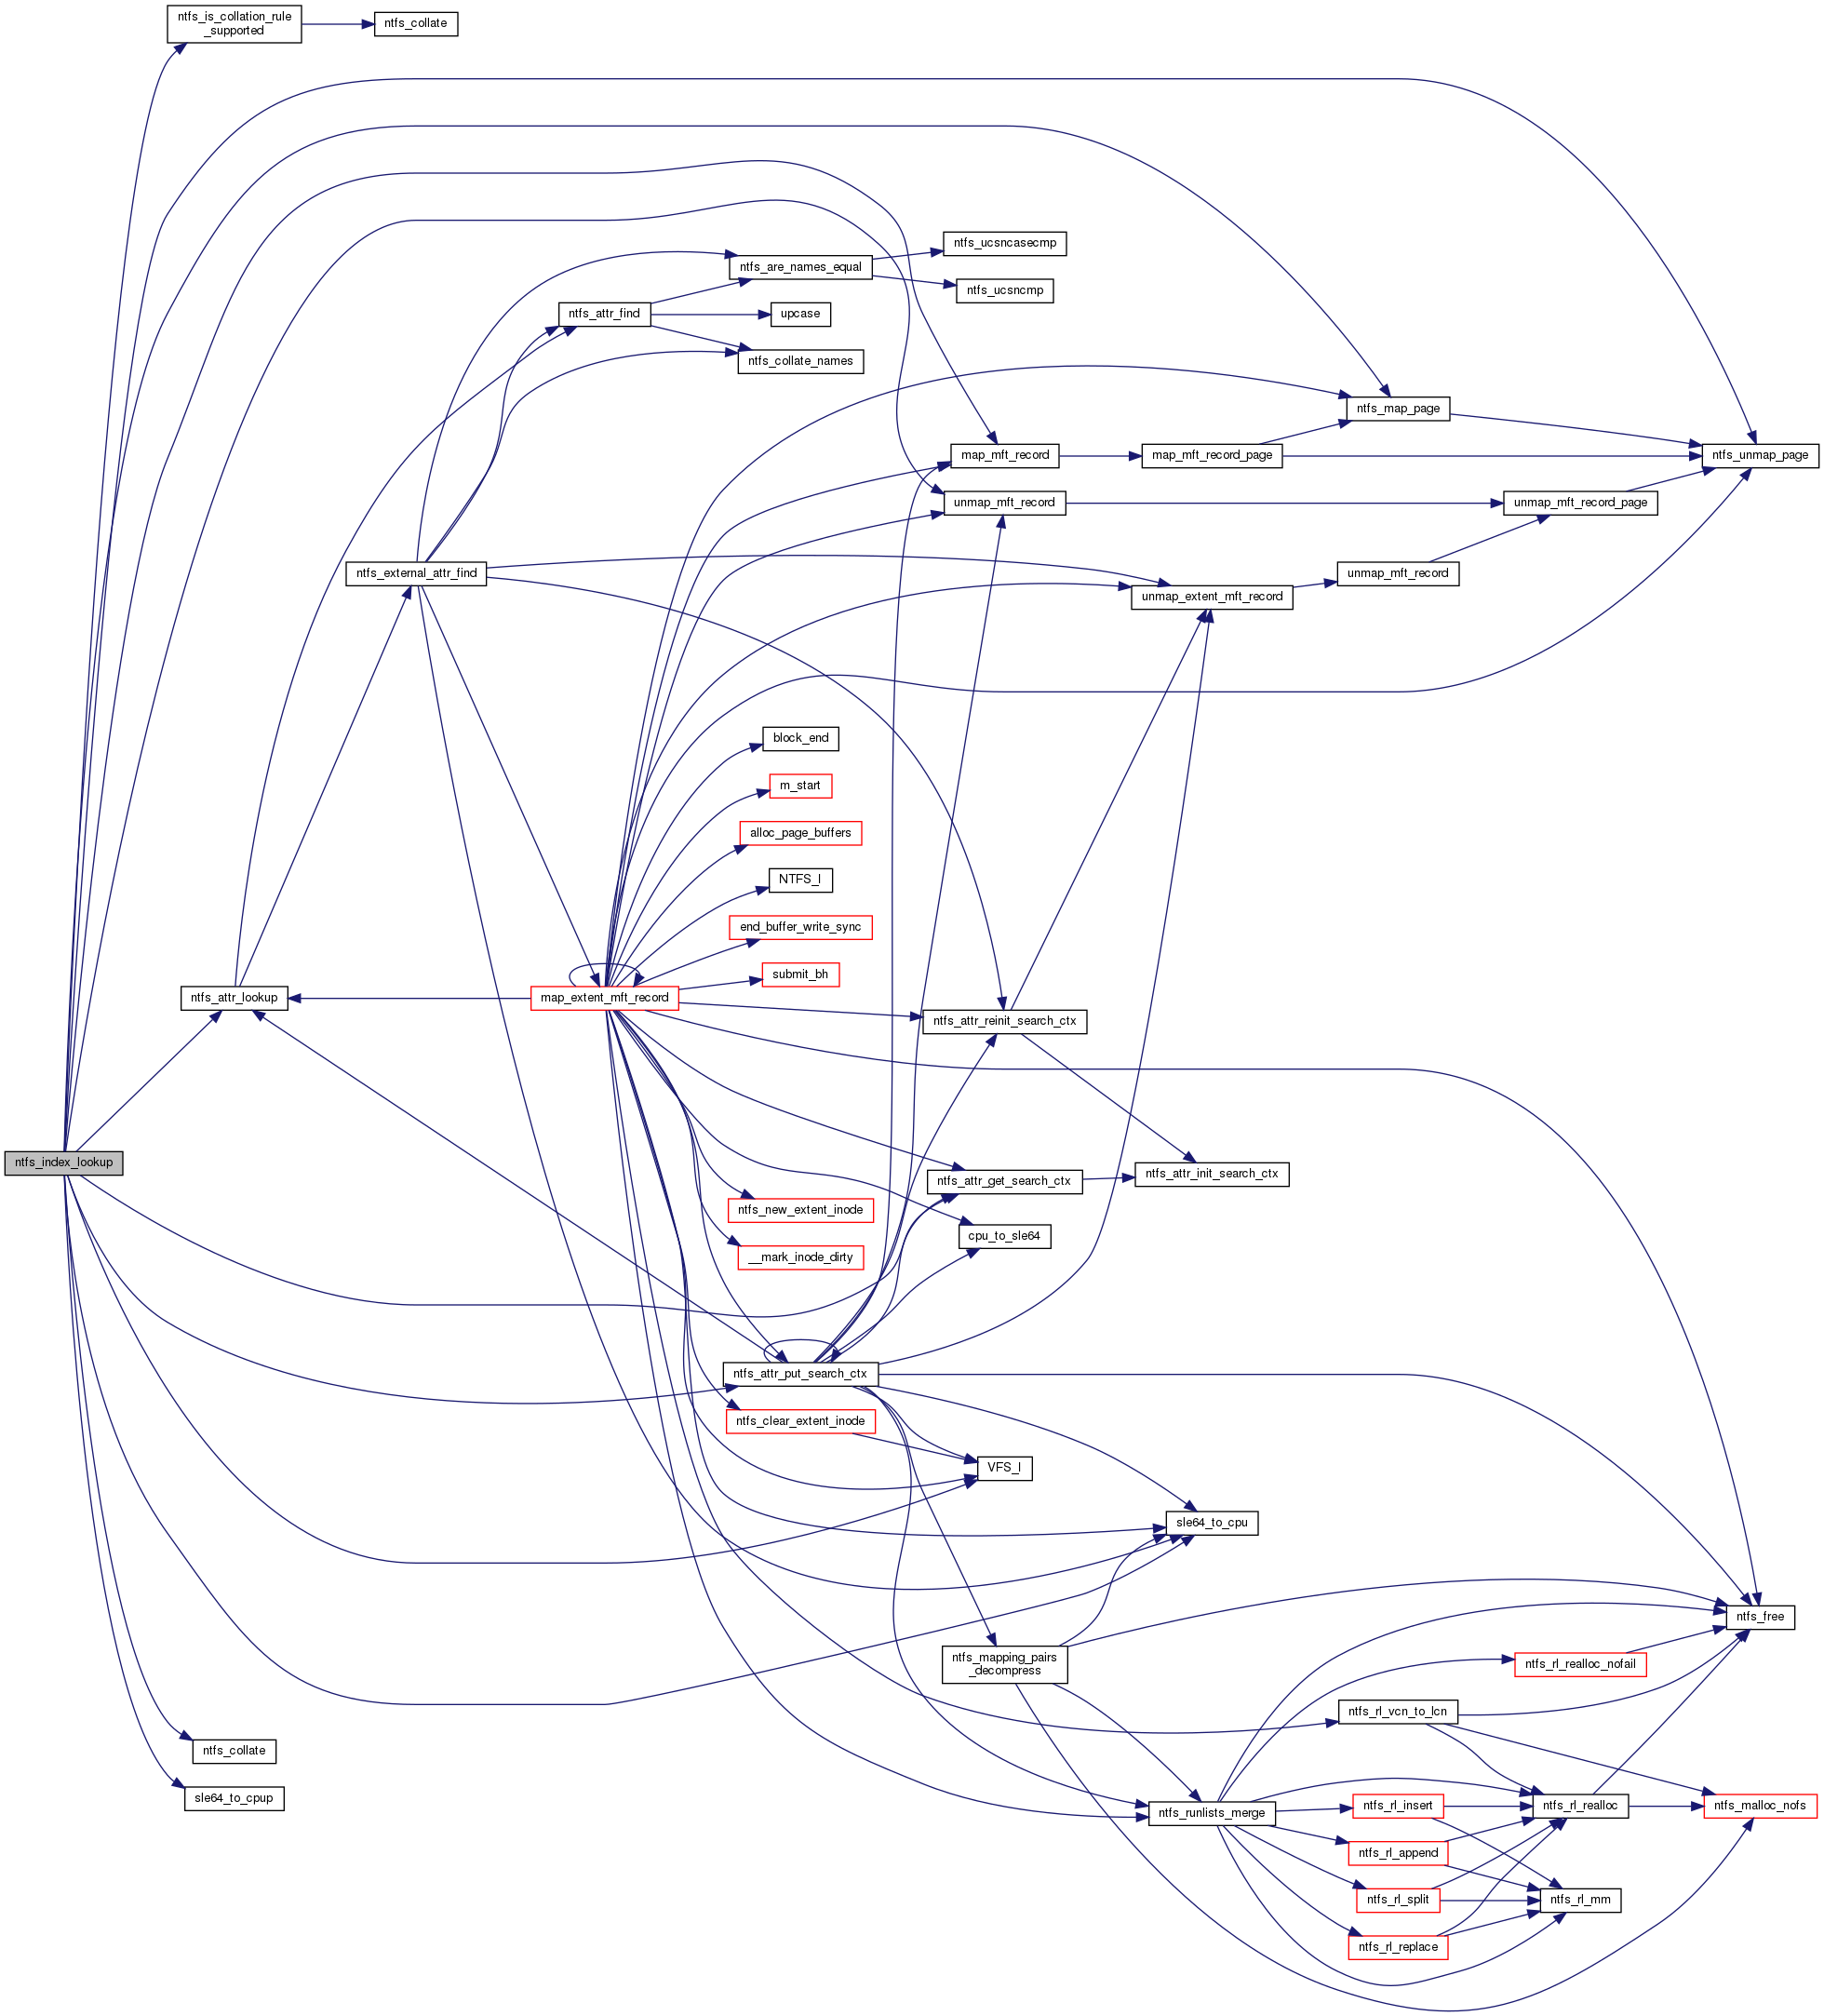 ntfs_is_collation_rule
_supported
ntfs_collate
ntfs_ucsncasecmp
ntfs_are_names_equal
ntfs_ucsncmp
ntfs_attr_find
upcase
ntfs_collate_names
ntfs_map_page
map_mft_record
map_mft_record_page
ntfs_unmap_page
unmap_mft_record
unmap_mft_record_page
ntfs_external_attr_find
unmap_mft_record
unmap_extent_mft_record
block_end
m_start
alloc_page_buffers
NTFS_I
end_buffer_write_sync
submit_bh
ntfs_attr_lookup
map_extent_mft_record
ntfs_attr_reinit_search_ctx
ntfs_index_lookup
ntfs_attr_get_search_ctx
ntfs_attr_init_search_ctx
ntfs_new_extent_inode
cpu_to_sle64
__mark_inode_dirty
ntfs_attr_put_search_ctx
ntfs_clear_extent_inode
VFS_I
sle64_to_cpu
ntfs_free
ntfs_mapping_pairs
_decompress
ntfs_rl_realloc_nofail
ntfs_rl_vcn_to_lcn
ntfs_collate
sle64_to_cpup
ntfs_runlists_merge
ntfs_rl_insert
ntfs_rl_realloc
ntfs_malloc_nofs
ntfs_rl_append
ntfs_rl_split
ntfs_rl_mm
ntfs_rl_replace